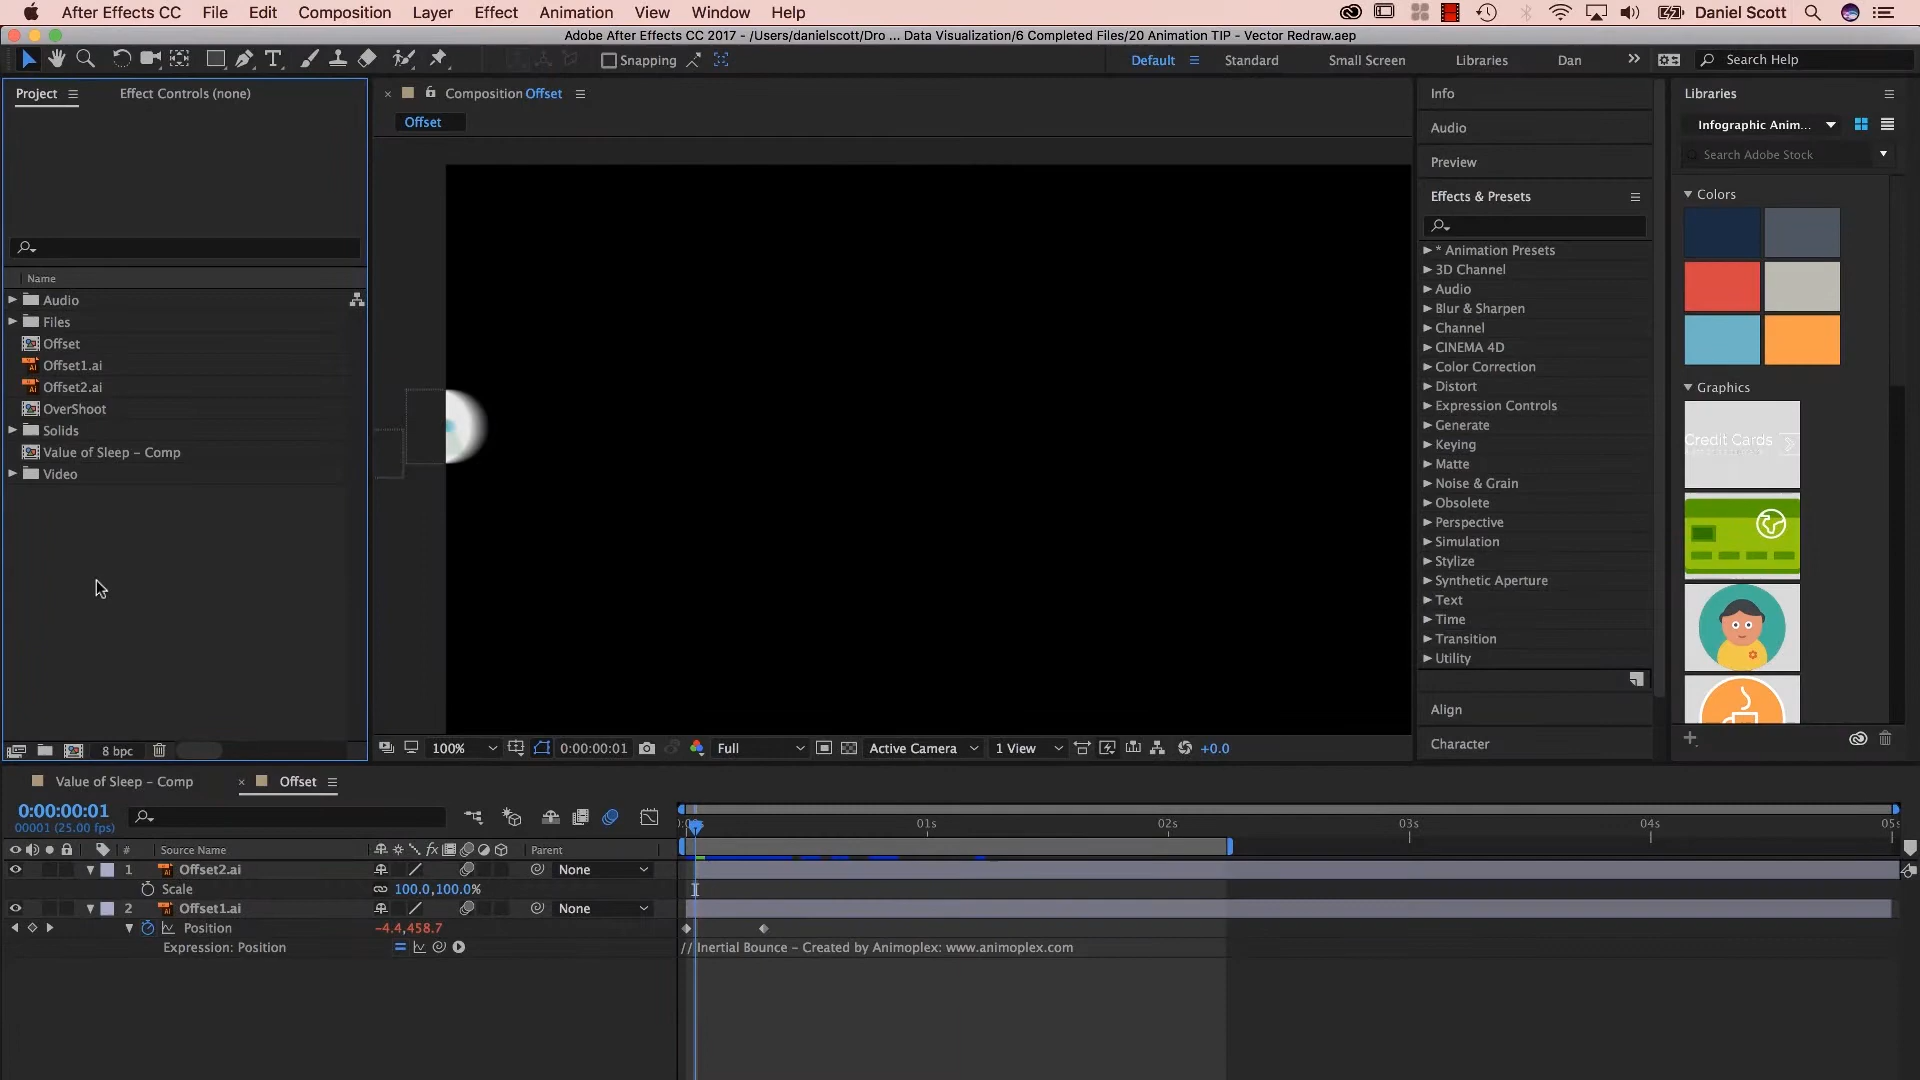 After Effects CC File Edit Composition Layer Effect Animation View Window Help Daniel Scott
Adobe After Effects CC 2017 - /Users/danielscott/Dro ... Data Visualization/6 Completed Files/20 Animation TIP - Vector Redraw.aep
Snapping Default Standard Small Screen Libraries Dan Search Help
Project Effect Controls (none)
Composition Offset
Offset
Name
Audio
Files
Offset
Offset1.ai
Offset2.ai
OverShoot
Solids
Value of Sleep - Comp
Video
8 bpc
100% 0:00:00:01 Full Active Camera 1 View +0.0
Info
Audio
Preview
Effects & Presets
* Animation Presets
3D Channel
Audio
Blur & Sharpen
Channel
CINEMA 4D
Color Correction
Distort
Expression Controls
Generate
Keying
Matte
Noise & Grain
Obsolete
Perspective
Simulation
Stylize
Synthetic Aperture
Text
Time
Transition
Utility
Align
Character
Libraries
Infographic Anim...
Search Adobe Stock
Colors
Graphics
Credit Cards
Value of Sleep - Comp Offset
0:00:00:01
00001 (25.00 fps)
01s 02s 03s 04s 05s
# Source Name fx Parent
1 Offset2.ai None
Scale 100.0,100.0%
2 Offset1.ai None
Position -4.4,458.7
Expression: Position // Inertial Bounce - Created by Animoplex: www.animoplex.com